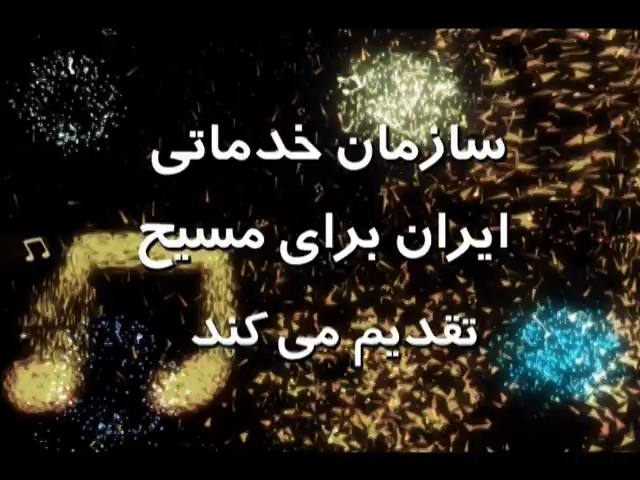 سازمان خدماتی
ایران برای مسیح
تقدیم می کند